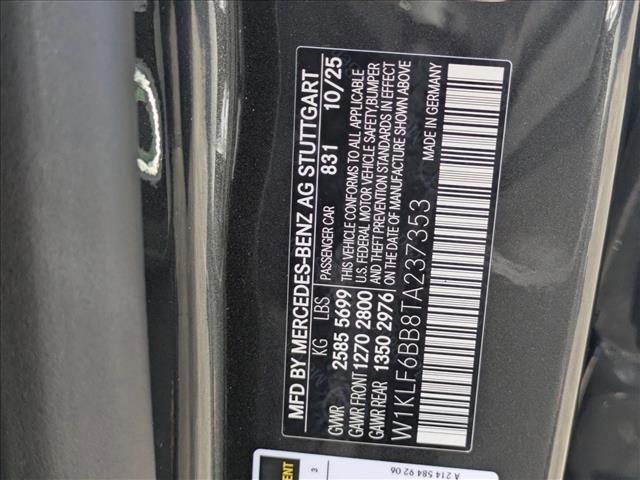 MFD BY MERCEDES-BENZ AG STUTTGART
PASSENGER CAR 831 10/25
KG LBS
GVWR 2585 5699
GAWR FRONT 1270 2800
GAWR REAR 1350 2976
THIS VEHICLE CONFORMS TO ALL APPLICABLE
U.S. FEDERAL MOTOR VEHICLE SAFETY,BUMPER
AND THEFT PREVENTION STANDARDS IN EFFECT
ON THE DATE OF MANUFACTURE SHOWN ABOVE
W1KLF6BB8TA237353
MADE IN GERMANY
3
A 214 584 92 06